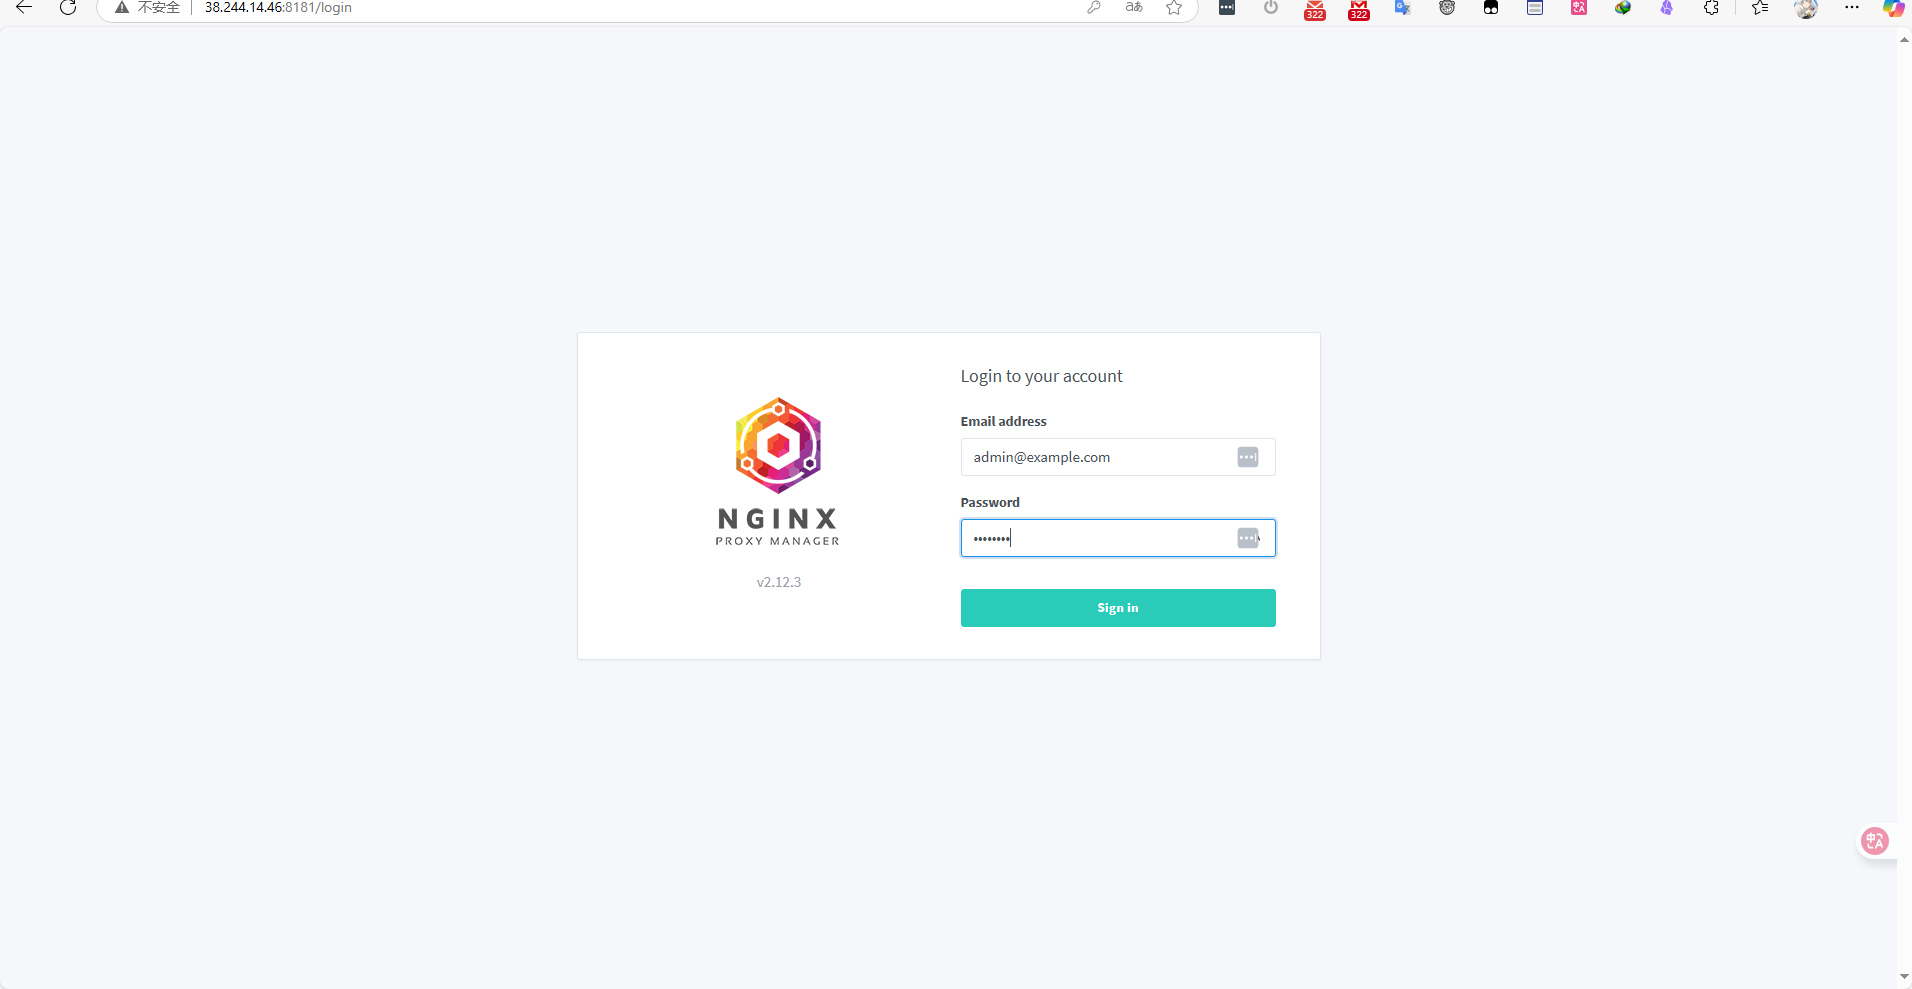 不安全 38.244.14.46:8181/login
322 322
Login to your account
Email address
admin@example.com
Password
••••••••
Sign in
NGINX
PROXY MANAGER
v2.12.3